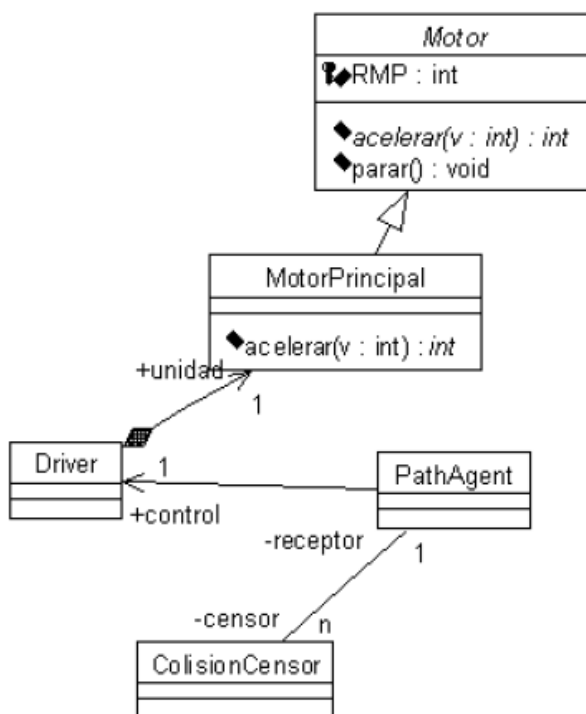 Motor
RMP : int
acelerar(v : int) : int
parar() : void
MotorPrincipal
acelerar(v : int) : int
+unidad
1
Driver
1
+control
PathAgent
-receptor
1
-censor
n
ColisionCensor